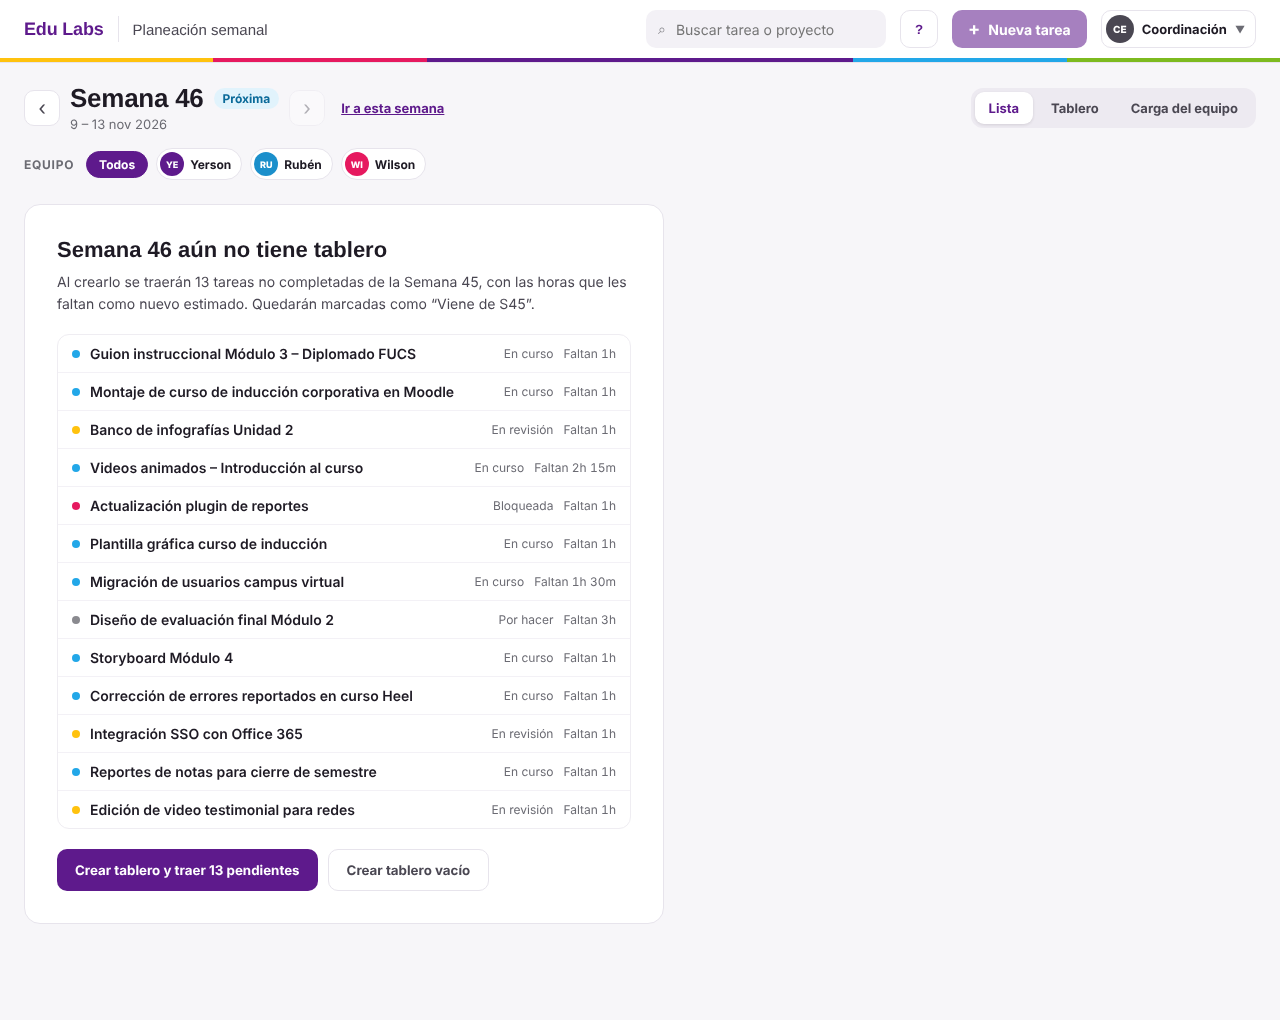 Edu Labs
Planeación semanal
Buscar tarea o proyecto
?
+ Nueva tarea
CE Coordinación ▼
‹
Semana 46 Próxima
9 – 13 nov 2026
›
Ir a esta semana
Lista
Tablero
Carga del equipo
EQUIPO
Todos
YE Yerson
RU Rubén
WI Wilson
Semana 46 aún no tiene tablero
Al crearlo se traerán 13 tareas no completadas de la Semana 45, con las horas que les
faltan como nuevo estimado. Quedarán marcadas como “Viene de S45”.
Guion instruccional Módulo 3 – Diplomado FUCS En curso Faltan 1h
Montaje de curso de inducción corporativa en Moodle En curso Faltan 1h
Banco de infografías Unidad 2 En revisión Faltan 1h
Videos animados – Introducción al curso En curso Faltan 2h 15m
Actualización plugin de reportes Bloqueada Faltan 1h
Plantilla gráfica curso de inducción En curso Faltan 1h
Migración de usuarios campus virtual En curso Faltan 1h 30m
Diseño de evaluación final Módulo 2 Por hacer Faltan 3h
Storyboard Módulo 4 En curso Faltan 1h
Corrección de errores reportados en curso Heel En curso Faltan 1h
Integración SSO con Office 365 En revisión Faltan 1h
Reportes de notas para cierre de semestre En curso Faltan 1h
Edición de video testimonial para redes En revisión Faltan 1h
Crear tablero y traer 13 pendientes
Crear tablero vacío